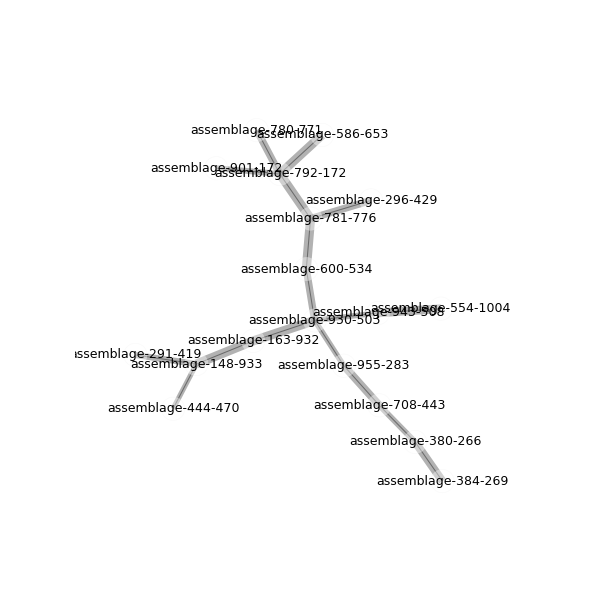 assemblage-780-771
assemblage-586-653
assemblage-901-172
assemblage-792-172
assemblage-296-429
assemblage-781-776
assemblage-600-534
assemblage-554-1004
assemblage-943-508
assemblage-930-503
assemblage-163-932
assemblage-291-419
assemblage-148-933
assemblage-955-283
assemblage-708-443
assemblage-444-470
assemblage-380-266
assemblage-384-269